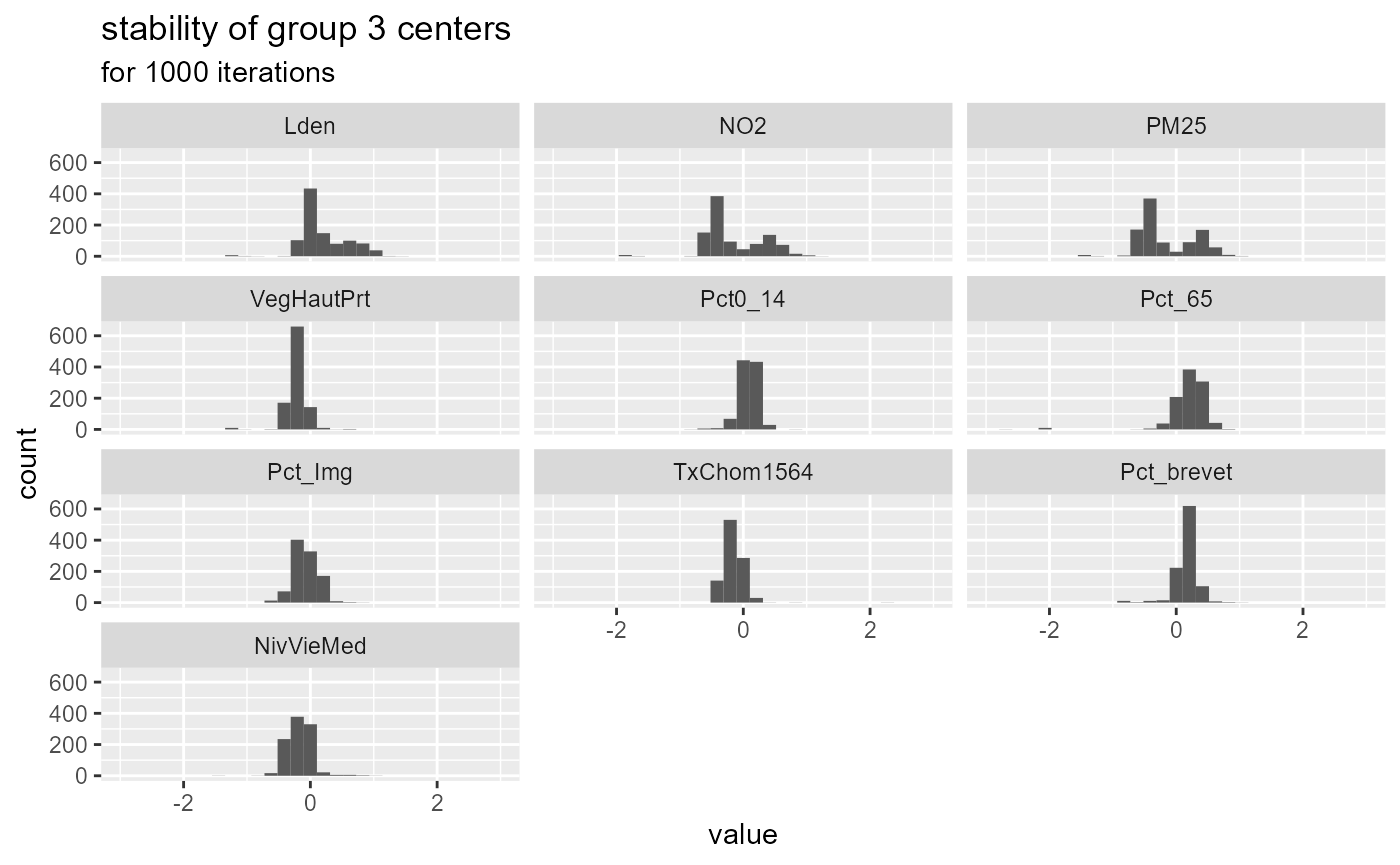 stability of group 3 centers
for 1000 iterations
Lden NO2 PM25
600
400
200
0
VegHautPrt Pct0_14 Pct_65
600
400
200
0
Pct_Img TxChom1564 Pct_brevet
600
400
200
0
-2 0 2 -2 0 2
NivVieMed
600
400
200
0
-2 0 2
count
value